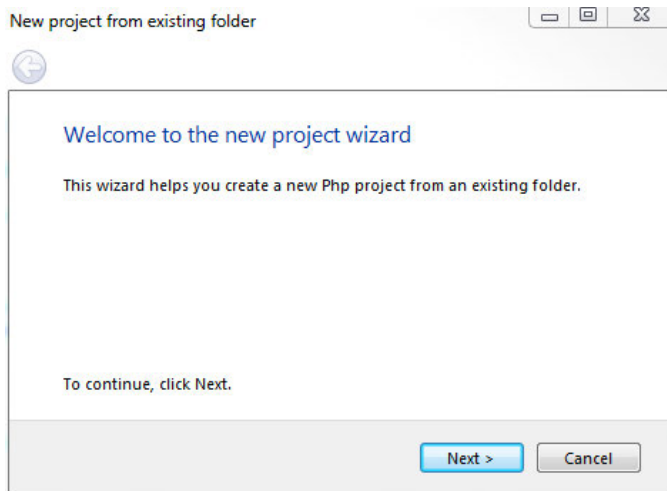 New project from existing folder
Welcome to the new project wizard
This wizard helps you create a new Php project from an existing folder.
To continue, click Next.
Next >
Cancel